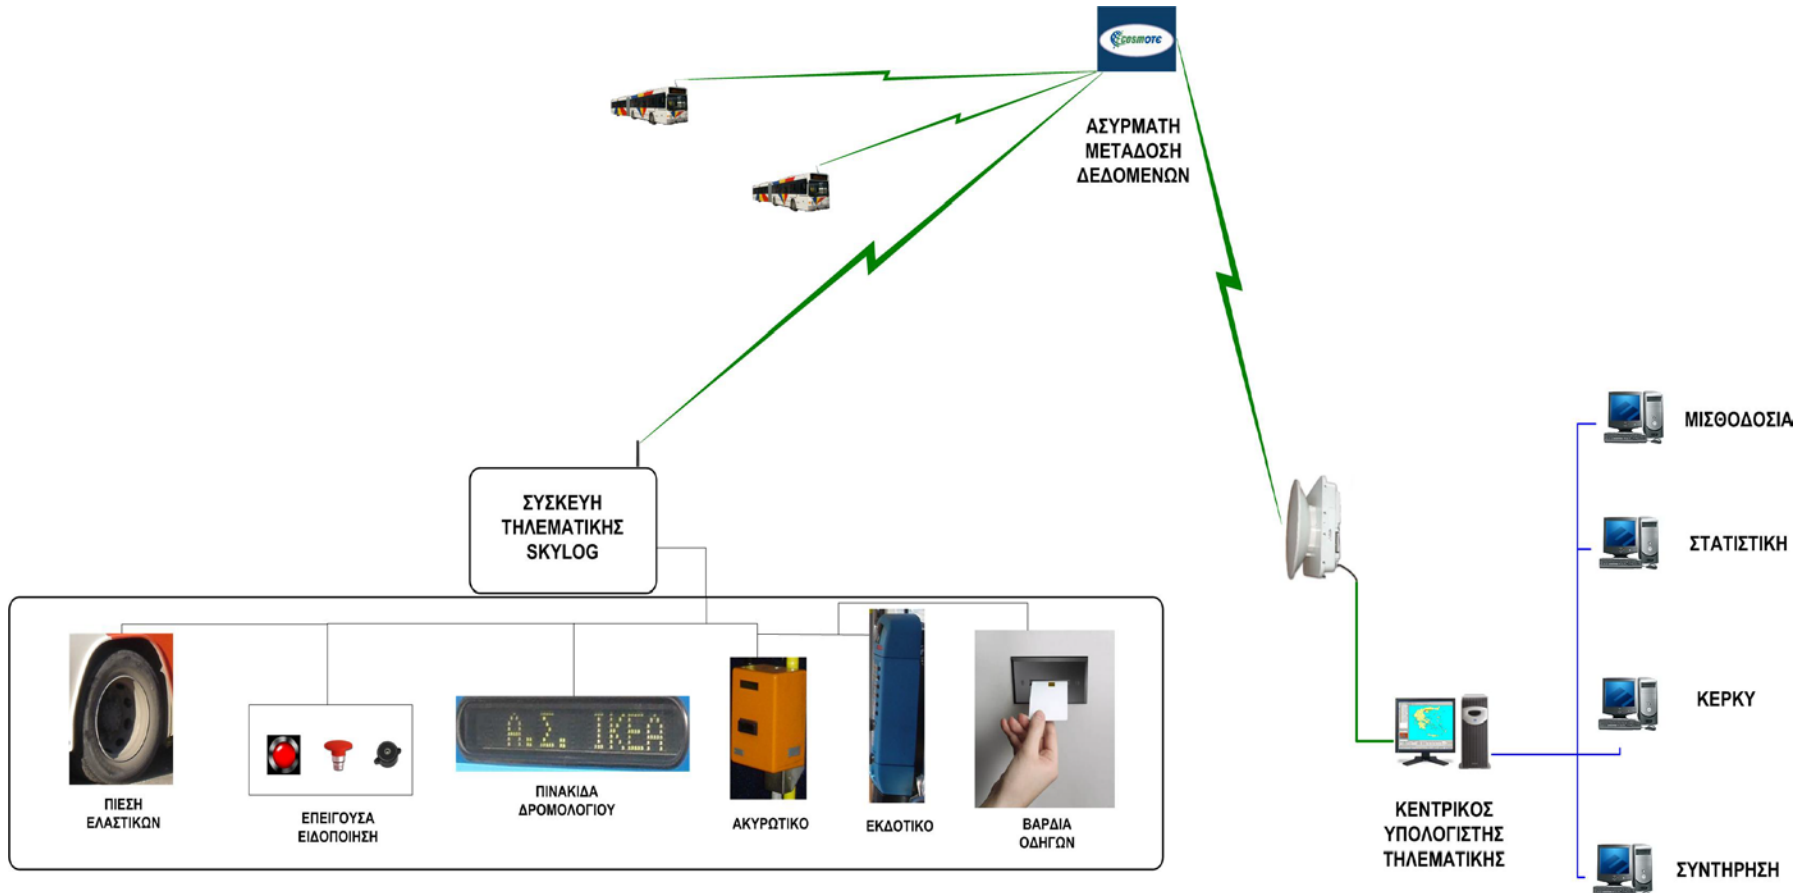 COSMOTE
ΑΣΥΡΜΑΤΗ
ΜΕΤΑΔΟΣΗ
ΔΕΔΟΜΕΝΩΝ
ΣΥΣΚΕΥΗ
ΤΗΛΕΜΑΤΙΚΗΣ
SKYLOG
Α.Σ. ΙΚΕΑ
ΠΙΕΣΗ
ΕΛΑΣΤΙΚΩΝ
ΕΠΕΙΓΟΥΣΑ
ΕΙΔΟΠΟΙΗΣΗ
ΠΙΝΑΚΙΔΑ
ΔΡΟΜΟΛΟΓΙΟΥ
ΑΚΥΡΩΤΙΚΟ
ΕΚΔΟΤΙΚΟ
ΒΑΡΔΙΑ
ΟΔΗΓΩΝ
ΚΕΝΤΡΙΚΟΣ
ΥΠΟΛΟΓΙΣΤΗΣ
ΤΗΛΕΜΑΤΙΚΗΣ
ΜΙΣΘΟΔΟΣΙΑ
ΣΤΑΤΙΣΤΙΚΗ
ΚΕΡΚΥ
ΣΥΝΤΗΡΗΣΗ